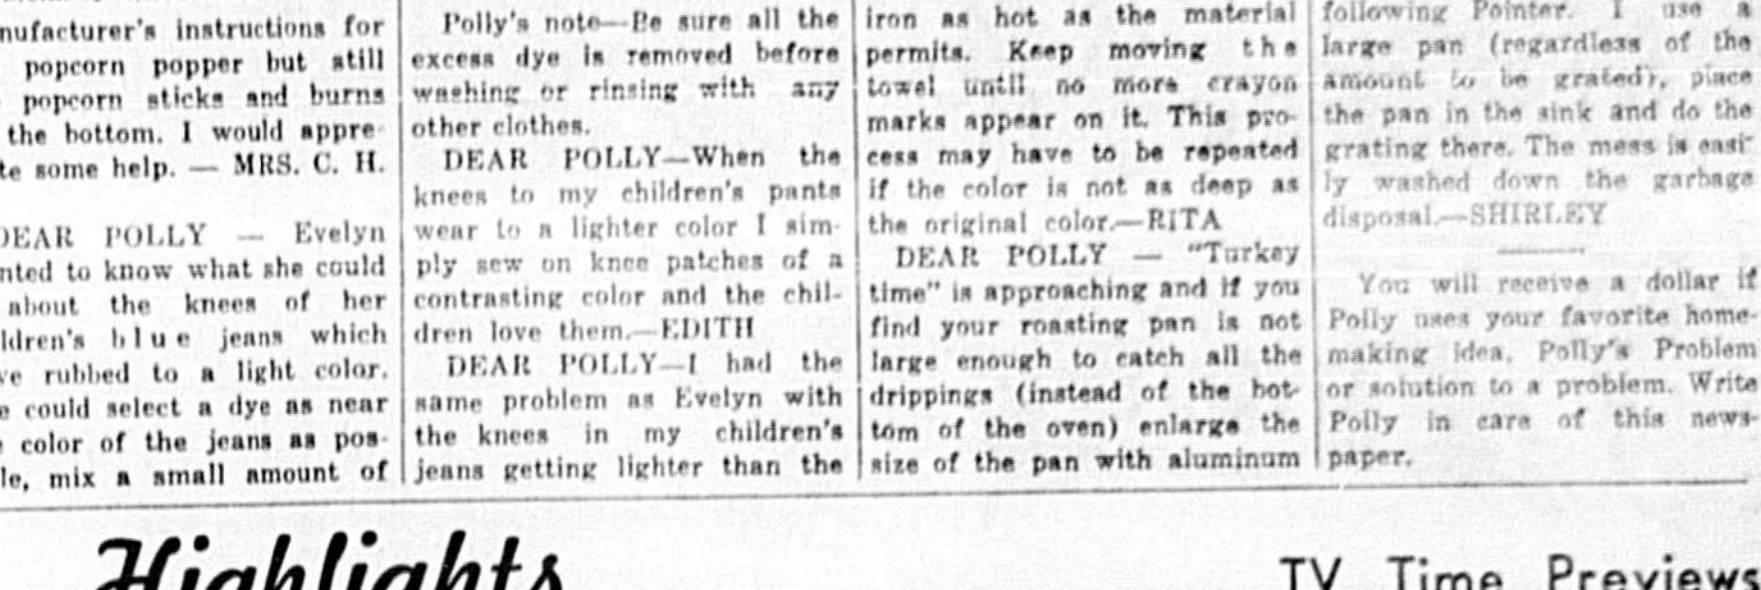 nufacturer's instructions for
popcorn popper but still
popcorn sticks and burns
the bottom. I would appre-
te some help. — MRS. C. H.
DEAR POLLY — Evelyn
nted to know what she could
about the knees of her
ldren's blue jeans which
ve rubbed to a light color.
e could select a dye as near
color of the jeans as pos-
le, mix a small amount of
Polly's note—Be sure all the
excess dye is removed before
washing or rinsing with any
other clothes.
DEAR POLLY—When the
knees to my children's pants
wear to a lighter color I sim-
ply sew on knee patches of a
contrasting color and the chil-
dren love them.—EDITH
DEAR POLLY—I had the
same problem as Evelyn with
the knees in my children's
jeans getting lighter than the
iron as hot as the material
permits. Keep moving the
towel until no more crayon
marks appear on it. This pro-
cess may have to be repeated
if the color is not as deep as
the original color.—RITA
DEAR POLLY — "Turkey
time" is approaching and if you
find your roasting pan is not
large enough to catch all the
drippings (instead of the bot-
tom of the oven) enlarge the
size of the pan with aluminum
following Pointer. I use a
large pan (regardless of the
amount to be grated), place
the pan in the sink and do the
grating there. The mess is easi-
ly washed down the garbage
disposal.—SHIRLEY
You will receive a dollar if
Polly uses your favorite home-
making idea, Polly's Problem
or solution to a problem. Write
Polly in care of this news-
paper.
Highlights
TV Time Previews